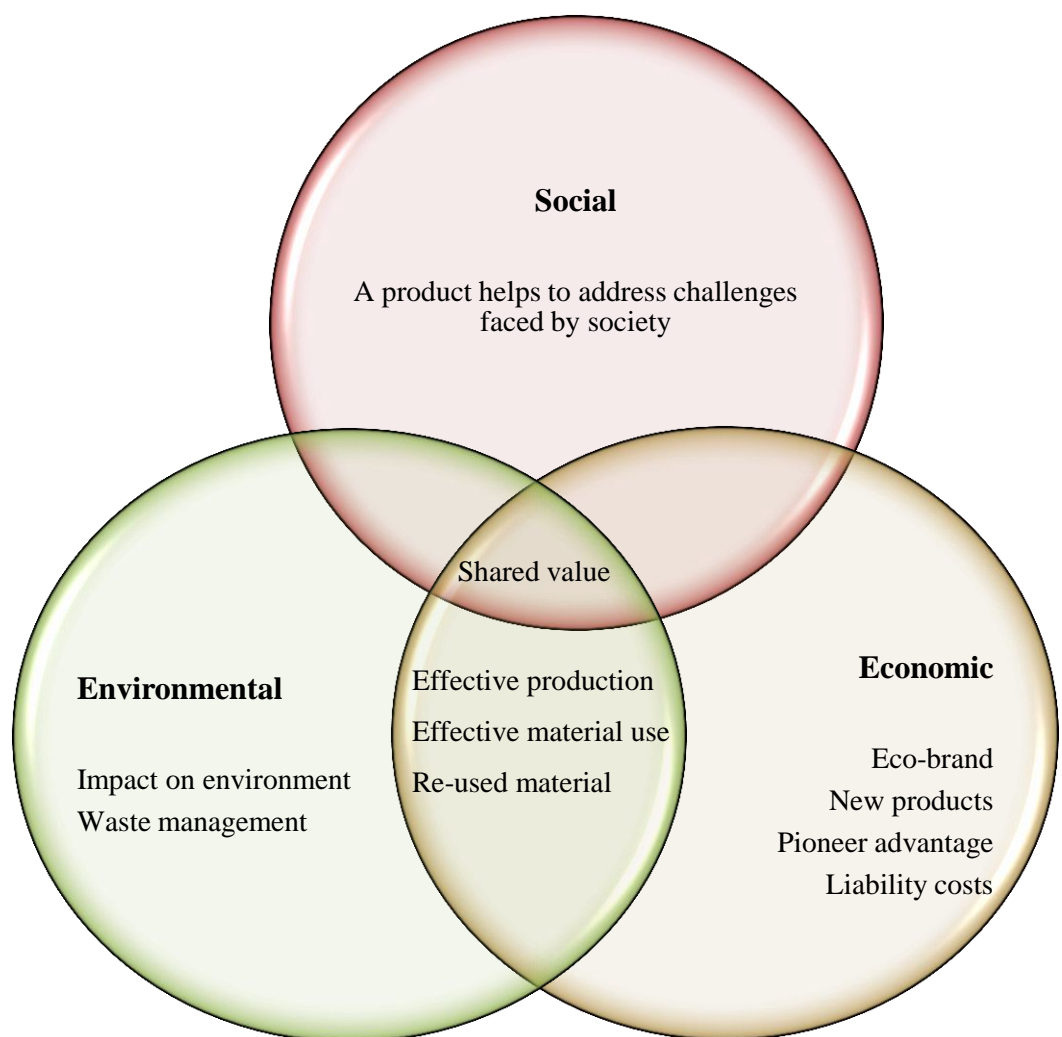 Social
A product helps to address challenges
faced by society
Shared value
Environmental
Impact on environment
Waste management
Effective production
Effective material use
Re-used material
Economic
Eco-brand
New products
Pioneer advantage
Liability costs